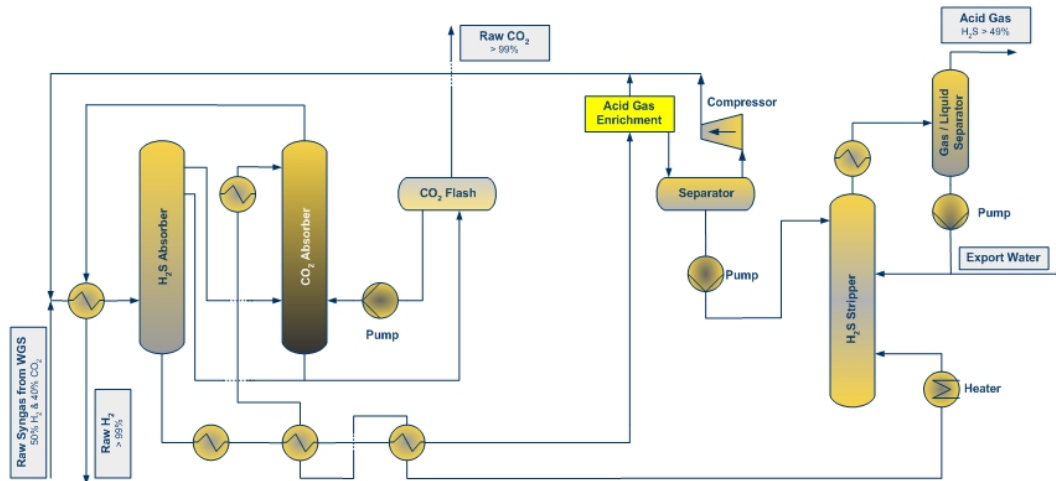 Raw CO₂
> 99%
Acid Gas
H₂S > 49%
Acid Gas
Enrichment
Compressor
Gas / Liquid
Separator
H₂S Absorber
CO₂ Absorber
CO₂ Flash
Separator
Pump
Export Water
Pump
Pump
H₂S Stripper
Heater
Raw Syngas from WGS
50% H₂ & 40% CO₂
Raw H₂
> 99%